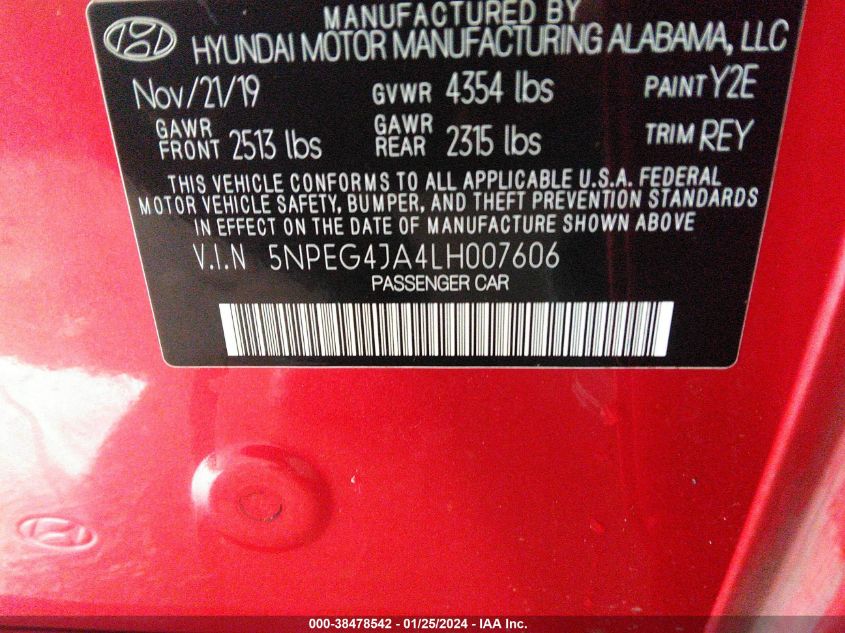 MANUFACTURED BY
HYUNDAI MOTOR MANUFACTURING ALABAMA, LLC
Nov/21/19 GVWR 4354 lbs PAINT Y2E
GAWR FRONT 2513 lbs GAWR REAR 2315 lbs TRIM REY
THIS VEHICLE CONFORMS TO ALL APPLICABLE U.S.A. FEDERAL
MOTOR VEHICLE SAFETY, BUMPER, AND THEFT PREVENTION STANDARDS
IN EFFECT ON THE DATE OF MANUFACTURE SHOWN ABOVE
V.I.N 5NPEG4JA4LH007606
PASSENGER CAR
000-38478542 - 01/25/2024 - IAA Inc.